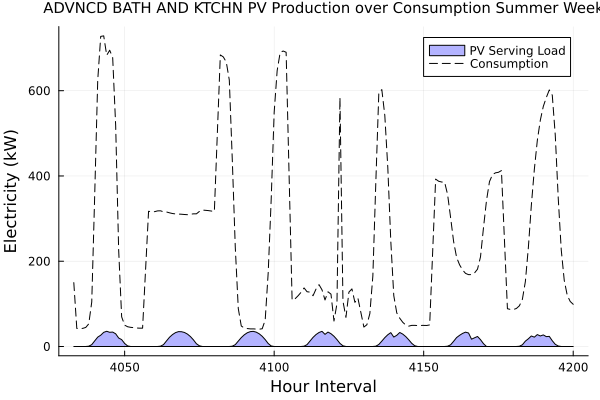 ADVNCD BATH AND KTCHN PV Production over Consumption Summer Week
PV Serving Load
Consumption
Electricity (kW)
600
400
200
0
4050
4100
4150
4200
Hour Interval